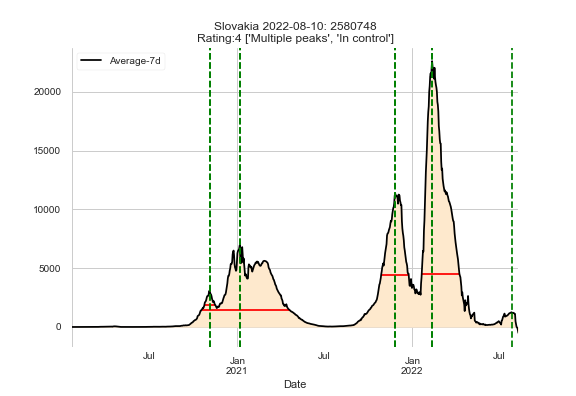 Slovakia 2022-08-10: 2580748
Rating:4 ['Multiple peaks', 'In control']
Average-7d
20000
15000
10000
5000
0
Jul
Jan
2021
Jul
Jan
2022
Jul
Date